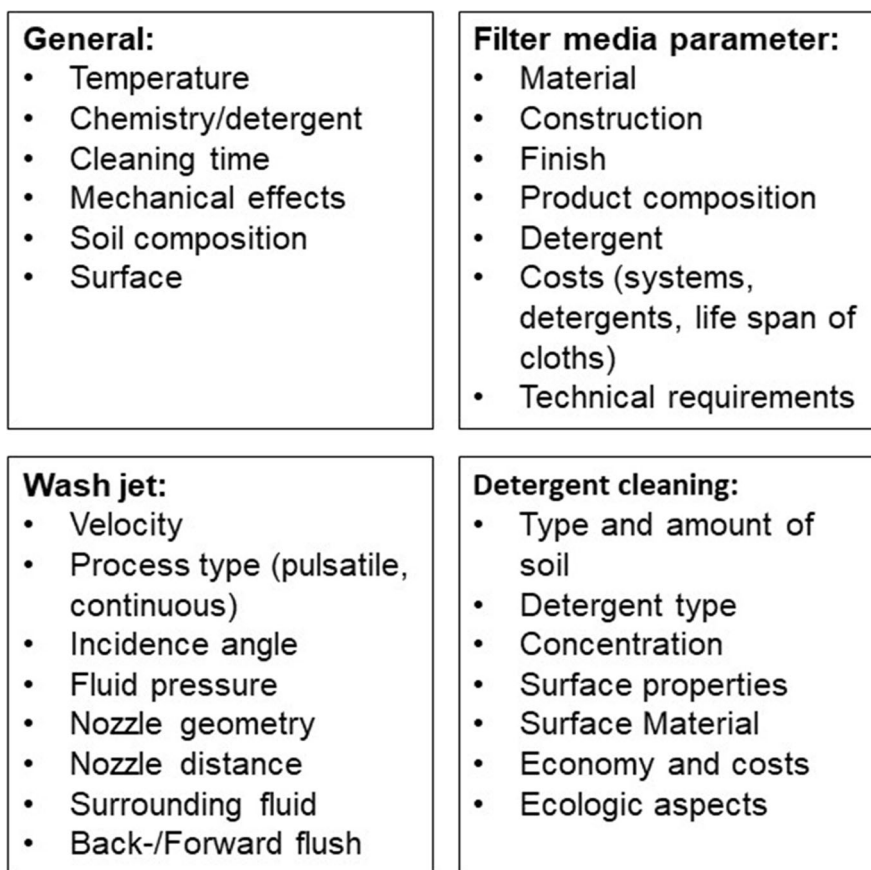 General:
• Temperature
• Chemistry/detergent
• Cleaning time
• Mechanical effects
• Soil composition
• Surface
Filter media parameter:
• Material
• Construction
• Finish
• Product composition
• Detergent
• Costs (systems,
detergents, life span of
cloths)
• Technical requirements
Wash jet:
• Velocity
• Process type (pulsatile,
continuous)
• Incidence angle
• Fluid pressure
• Nozzle geometry
• Nozzle distance
• Surrounding fluid
• Back-/Forward flush
Detergent cleaning:
• Type and amount of
soil
• Detergent type
• Concentration
• Surface properties
• Surface Material
• Economy and costs
• Ecologic aspects